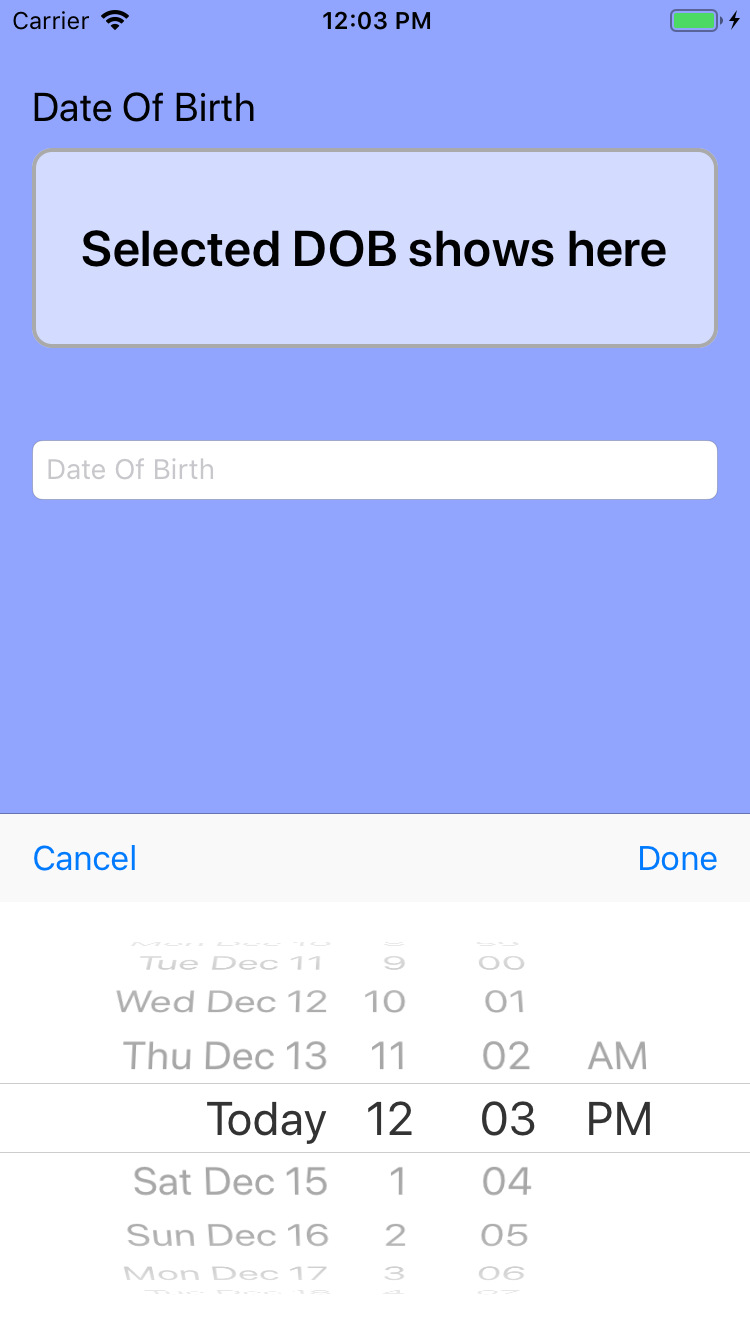 Carrier 12:03 PM
Date Of Birth
Selected DOB shows here
Date Of Birth
Cancel Done
Tue Dec 11 9 00
Wed Dec 12 10 01
Thu Dec 13 11 02 AM
Today 12 03 PM
Sat Dec 15 1 04
Sun Dec 16 2 05
Mon Dec 17 3 06